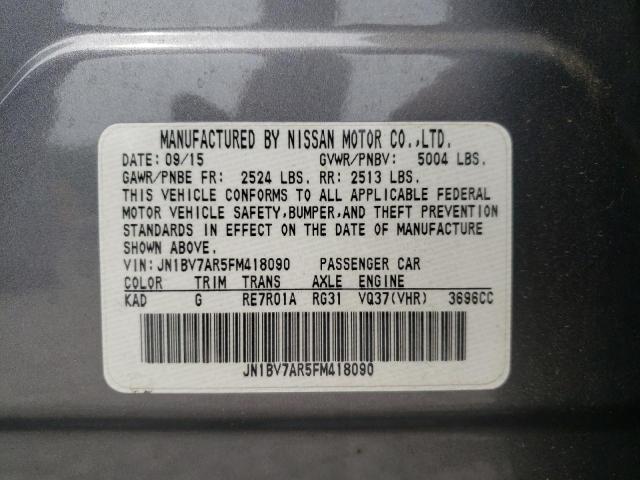 MANUFACTURED BY NISSAN MOTOR CO.,LTD.
DATE: 09/15 GVWR/PNBV: 5004 LBS.
GAWR/PNBE FR: 2524 LBS. RR: 2513 LBS.
THIS VEHICLE CONFORMS TO ALL APPLICABLE FEDERAL
MOTOR VEHICLE SAFETY,BUMPER,AND THEFT PREVENTION
STANDARDS IN EFFECT ON THE DATE OF MANUFACTURE
SHOWN ABOVE.
VIN:JN1BV7AR5FM418090 PASSENGER CAR
COLOR TRIM TRANS AXLE ENGINE
KAD G RE7R01A RG31 VQ37(VHR) 3696CC
JN1BV7AR5FM418090